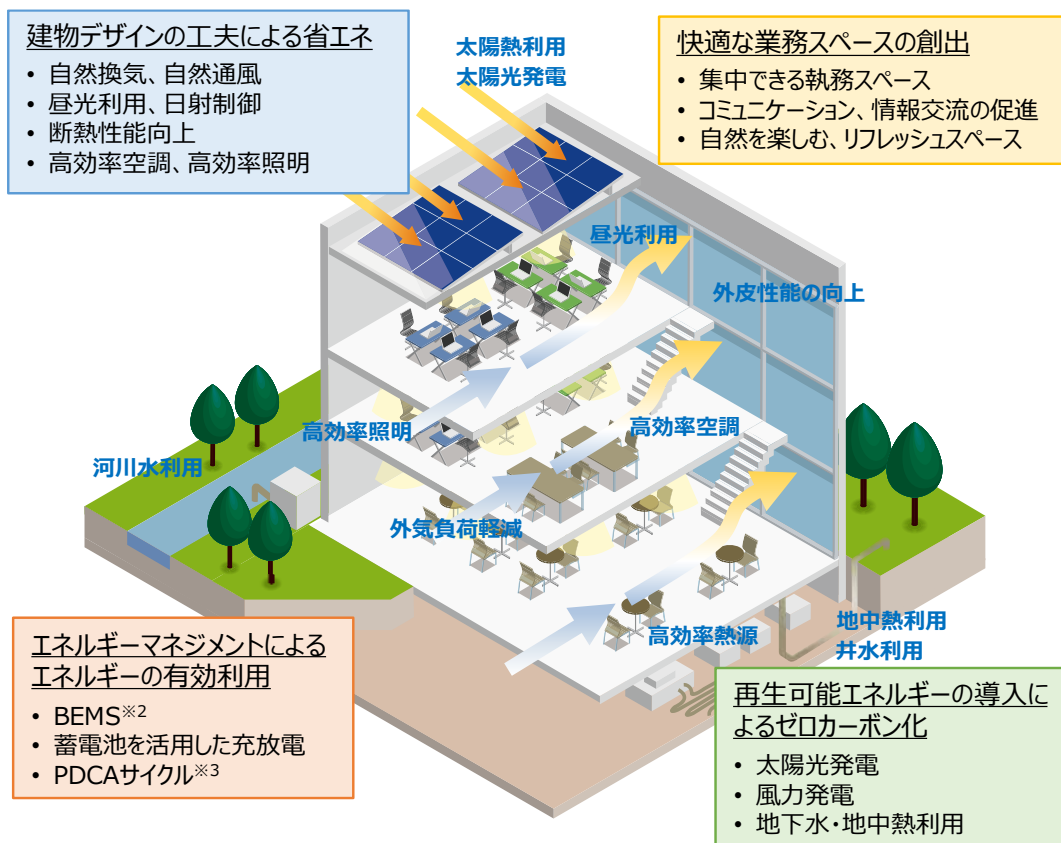 建物デザインの工夫による省エネ
• 自然換気、自然通風
• 昼光利用、日射制御
• 断熱性能向上
• 高効率空調、高効率照明
太陽熱利用
太陽光発電
快適な業務スペースの創出
• 集中できる執務スペース
• コミュニケーション、情報交流の促進
• 自然を楽しむ、リフレッシュスペース
昼光利用
外皮性能の向上
高効率照明
高効率空調
河川水利用
外気負荷軽減
高効率熱源
地中熱利用
井水利用
エネルギーマネジメントによる
エネルギーの有効利用
• BEMS※2
• 蓄電池を活用した充放電
• PDCAサイクル※3
再生可能エネルギーの導入に
よるゼロカーボン化
• 太陽光発電
• 風力発電
• 地下水・地中熱利用